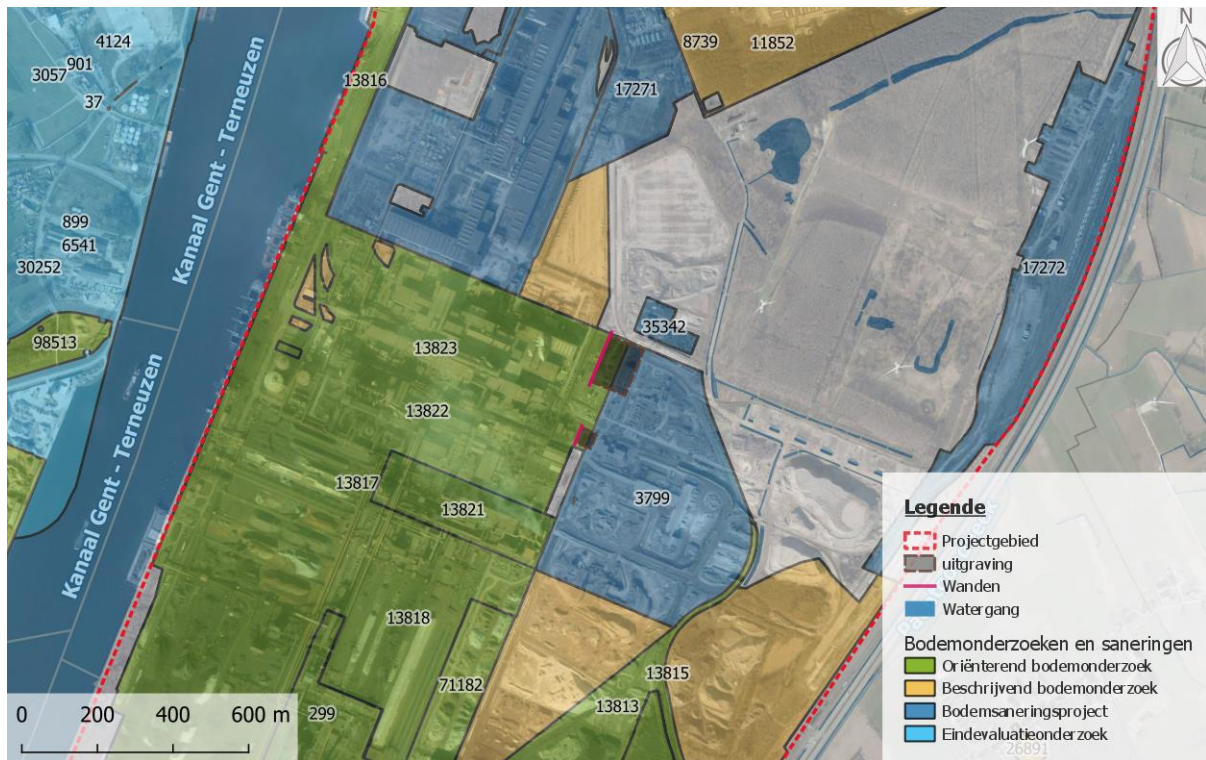 N
4124
901
3057
37
13816
8739
11852
17271
Kanaal Gent - Terneuzen
899
6541
30252
17272
98513
35342
13823
13822
Kanaal Gent - Terneuzen
13817
13821
3799
13818
13815
71182
13813
299
0 200 400 600 m
Legende
Projectgebied
uitgraving
Wanden
Watergang
Bodemonderzoeken en saneringen
Oriënterend bodemonderzoek
Beschrijvend bodemonderzoek
Bodemsaneringsproject
Eindevaluatieonderzoek
26891